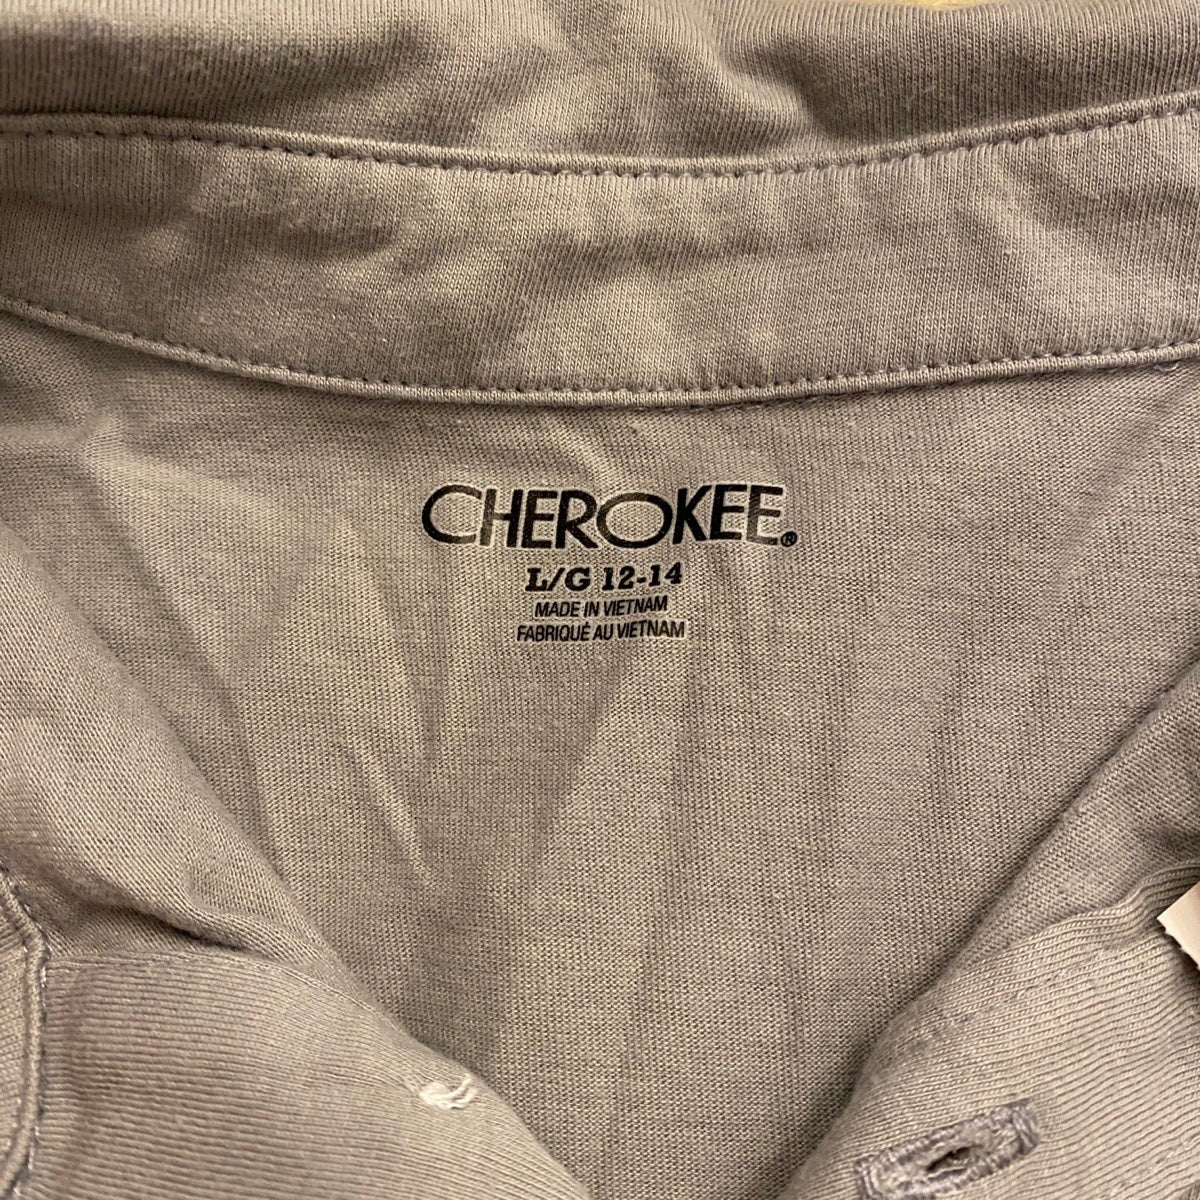 CHEROKEE®
L/G 12-14
MADE IN VIETNAM
FABRIQUÉ AU VIETNAM